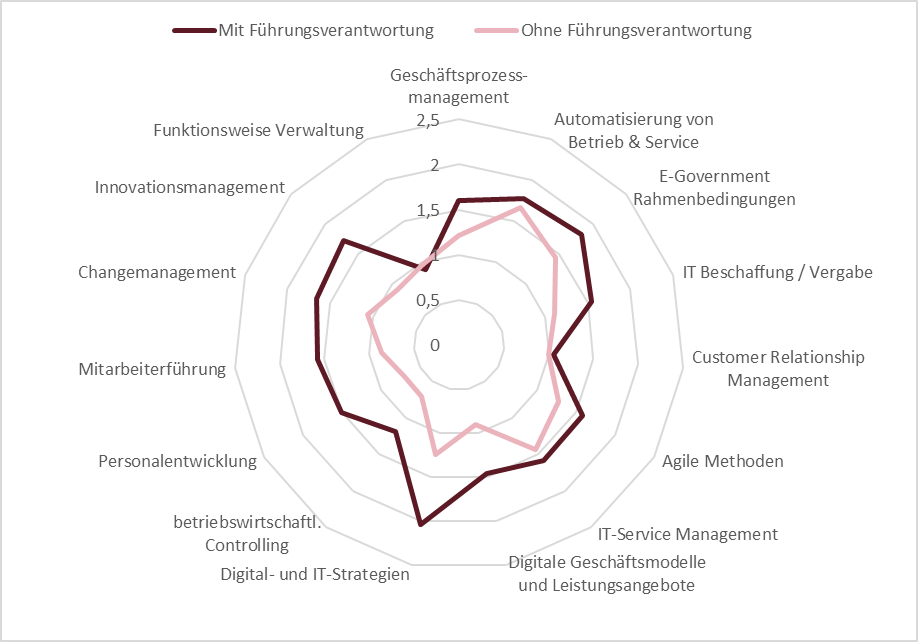 Mit Führungsverantwortung
Ohne Führungsverantwortung
Geschäftsprozess-
management
Automatisierung von
Betrieb & Service
E-Government
Rahmenbedingungen
IT Beschaffung / Vergabe
Customer Relationship
Management
Agile Methoden
IT-Service Management
Digitale Geschäftsmodelle
und Leistungsangebote
Digital- und IT-Strategien
betriebswirtschaftl.
Controlling
Personalentwicklung
Mitarbeiterführung
Changemanagement
Innovationsmanagement
Funktionsweise Verwaltung
2,5
2
1,5
1
0,5
0